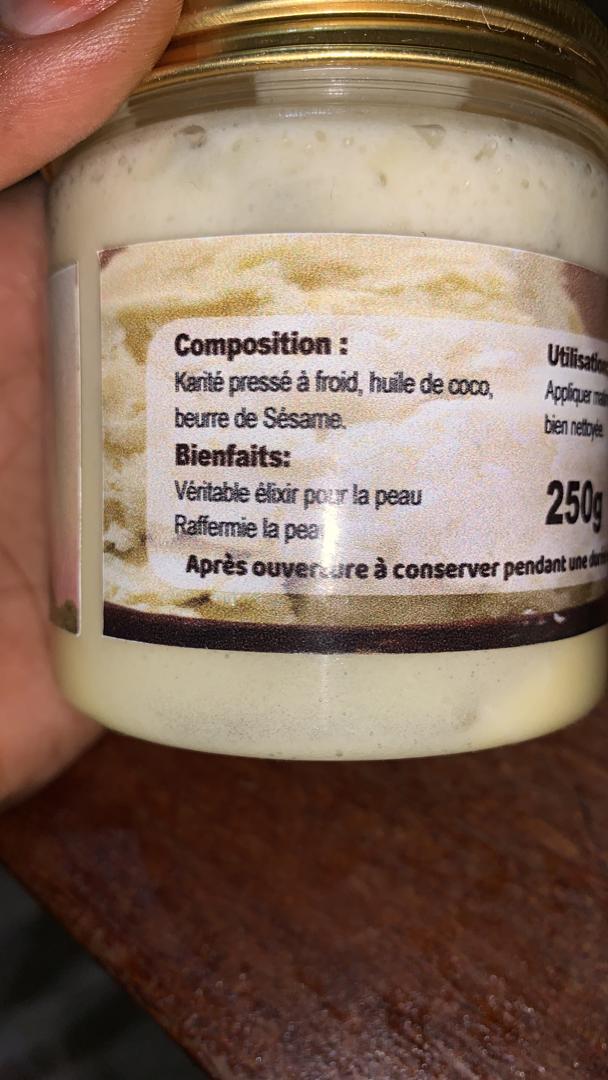 Composition :
Karité pressé à froid, huile de coco,
beurre de Sésame.
Bienfaits:
Véritable élixir pour la peau
Raffermie la peau
Après ouverture à conserver pendant une
Utilisation
Appliquer
bien nettoyée.
250g